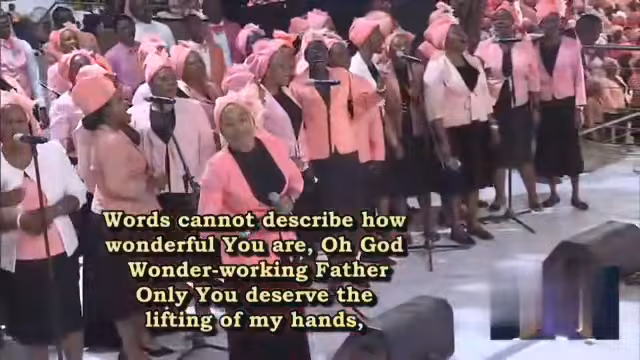 Words cannot describe how
wonderful You are, Oh God
Wonder-working Father
Only You deserve the
lifting of my hands,